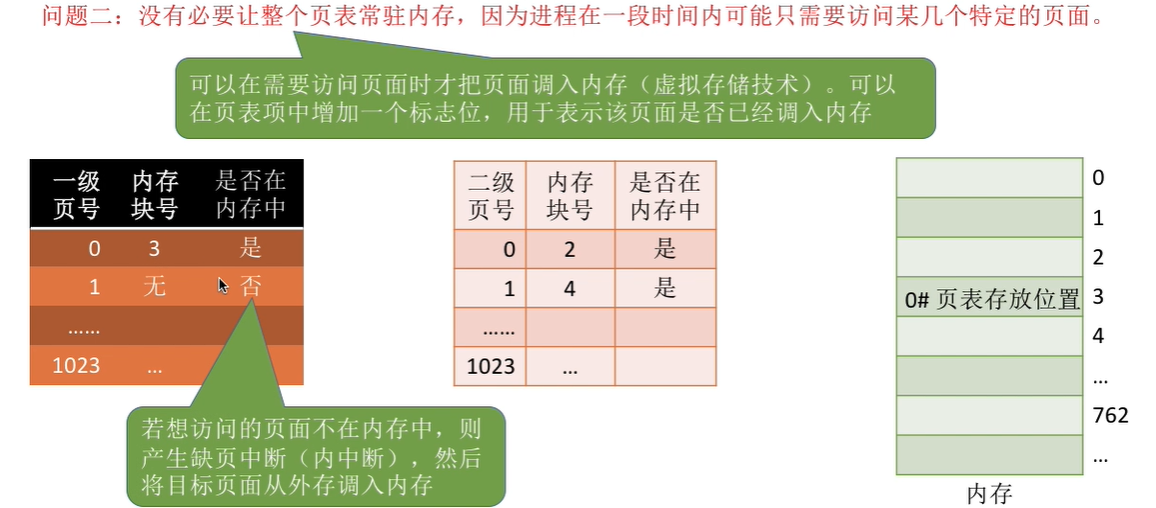 问题二：没有必要让整个页表常驻内存，因为进程在一段时间内可能只需要访问某几个特定的页面。
可以在需要访问页面时才把页面调入内存（虚拟存储技术）。可以
在页表项中增加一个标志位，用于表示该页面是否已经调入内存
一级页号 内存块号 是否在内存中
0 3 是
1 无 否
……
1023 …
若想访问的页面不在内存中，则
产生缺页中断（内中断），然后
将目标页面从外存调入内存
二级页号 内存块号 是否在内存中
0 2 是
1 4 是
……
1023 …
0
1
2
0# 页表存放位置 3
4
…
762
…
内存